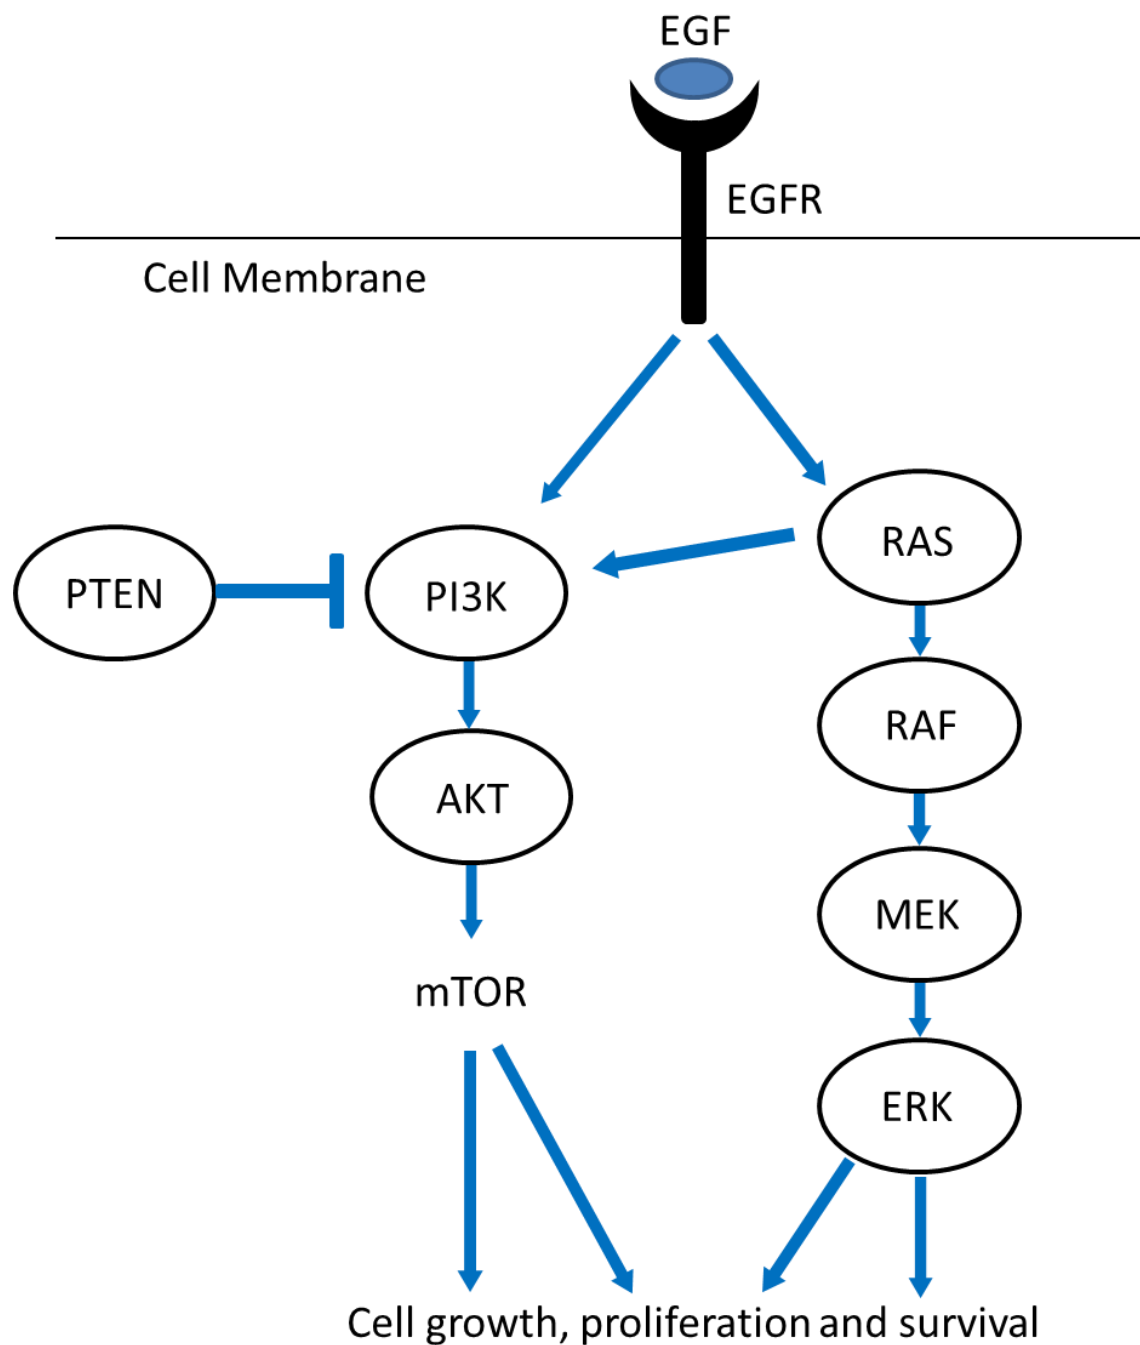 EGF
EGFR
Cell Membrane
RAS
PTEN
PI3K
RAF
AKT
MEK
mTOR
ERK
Cell growth, proliferation and survival